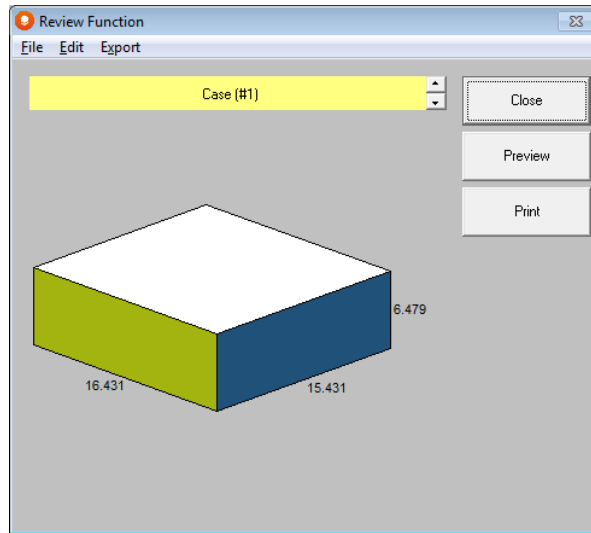 Review Function
File Edit Export
Case (#1)
Close
Preview
Print
6.479
16.431
15.431